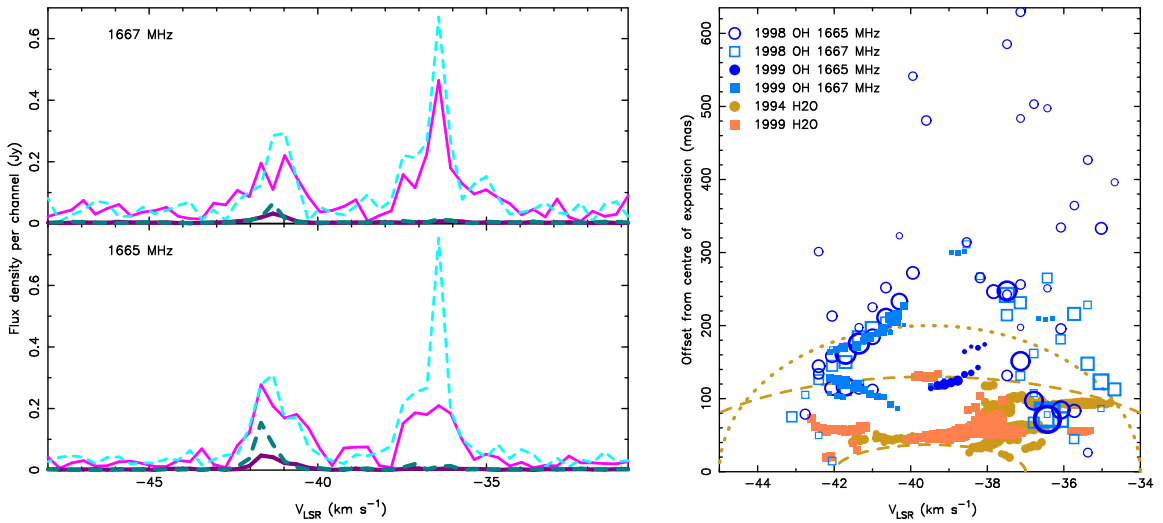 1667 MHz
0.6
0.4
0.2
0
1665 MHz
0.6
0.4
0.2
0
−45
−40
−35
V_LSR (km s⁻¹)
Flux density per channel (Jy)
1998 OH 1665 MHz
1998 OH 1667 MHz
1999 OH 1665 MHz
1999 OH 1667 MHz
1994 H2O
1999 H2O
600
500
400
300
200
100
0
−44
−42
−40
−38
−36
−34
V_LSR (km s⁻¹)
Offset from centre of expansion (mas)